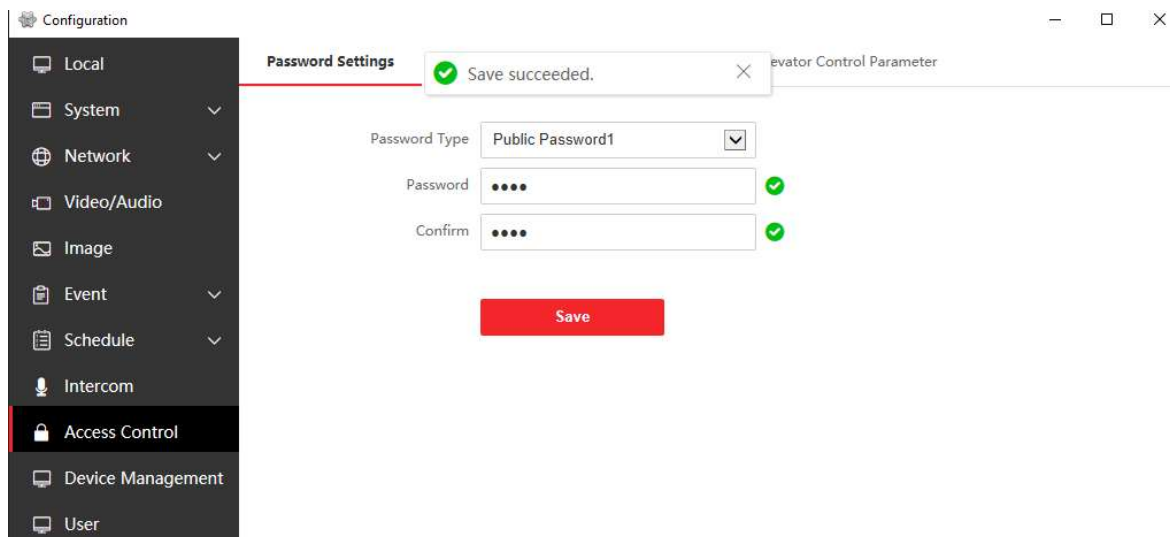 Configuration
Local
System
Network
Video/Audio
Image
Event
Schedule
Intercom
Access Control
Device Management
User
Password Settings
Save succeeded.
Control Parameter
Password Type
Public Password1
Password
Confirm
Save